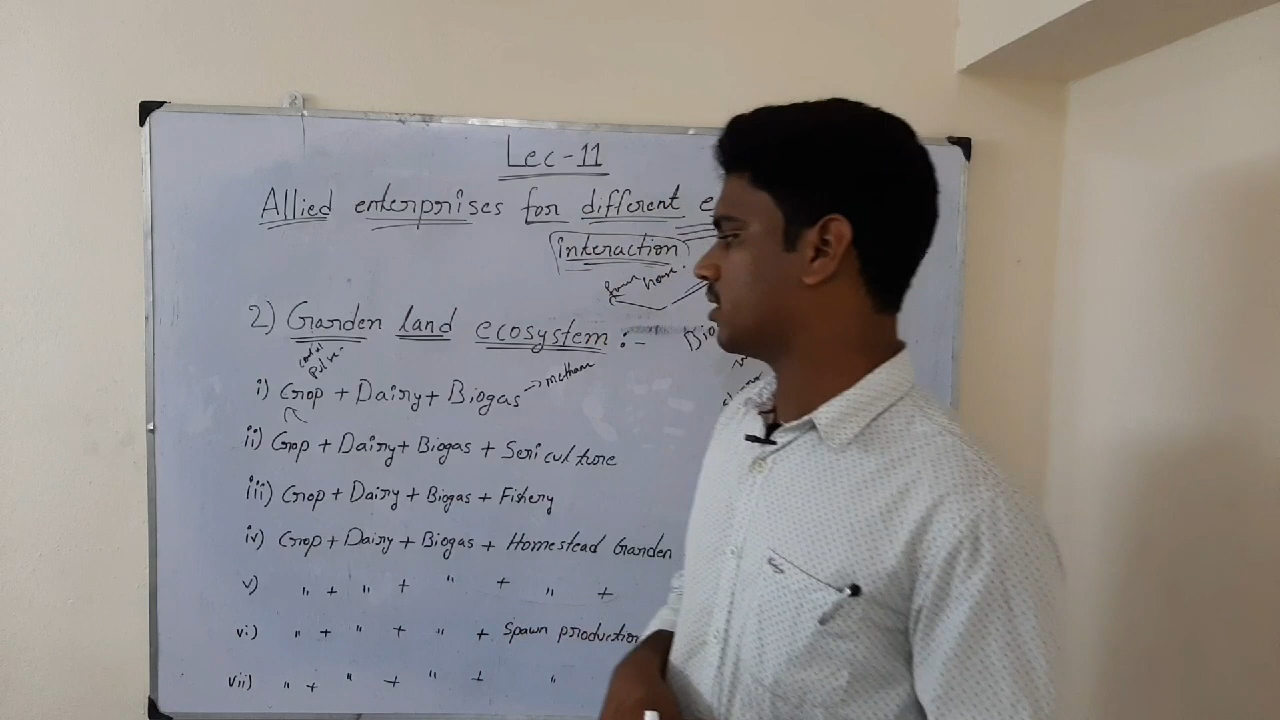 Lec-11
Allied enterprises for different e
interaction
2) Garden land ecosystem :-
i) Crop + Dairy + Biogas →
ii) Crop + Dairy + Biogas + Sericulture
iii) Crop + Dairy + Biogas + Fishery
iv) Crop + Dairy + Biogas + Homestead Garden
v) " + " + " + " +
vi) " + " + " + Spawn production
vii) " + " + " + "